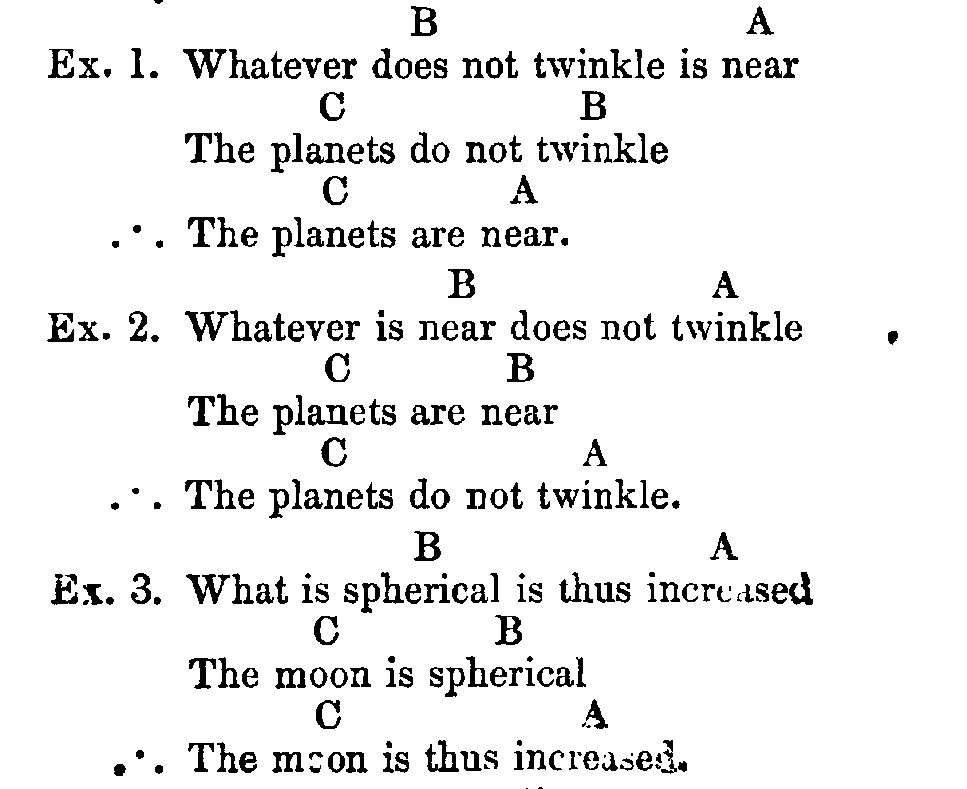 B A
Ex. 1. Whatever does not twinkle is near
C B
The planets do not twinkle
C A
.·. The planets are near.
B A
Ex. 2. Whatever is near does not twinkle
C B
The planets are near
C A
.·. The planets do not twinkle.
B A
Ex. 3. What is spherical is thus increased
C B
The moon is spherical
C A
.·. The moon is thus increased.